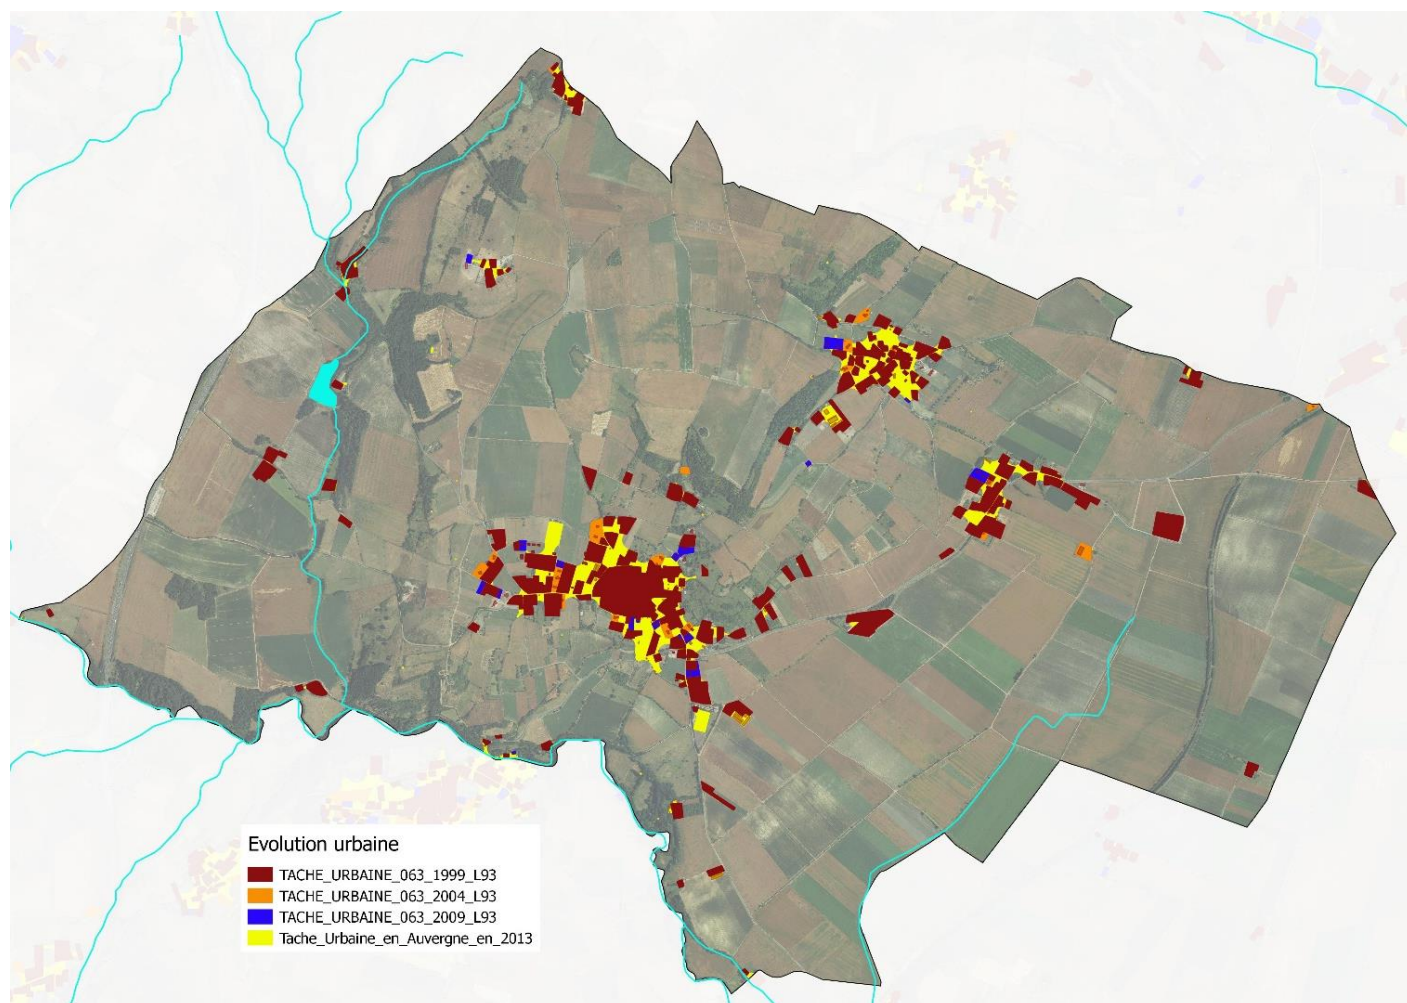 Evolution urbaine
TACHE_URBAINE_063_1999_L93
TACHE_URBAINE_063_2004_L93
TACHE_URBAINE_063_2009_L93
Tache_Urbaine_en_Auvergne_en_2013